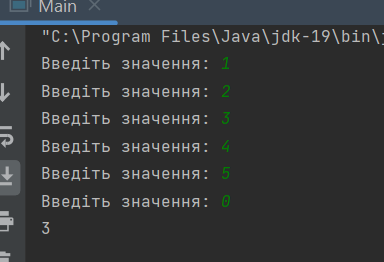 Main
"C:\Program Files\Java\jdk-19\bin\
Введіть значення: 1
Введіть значення: 2
Введіть значення: 3
Введіть значення: 4
Введіть значення: 5
Введіть значення: 0
3